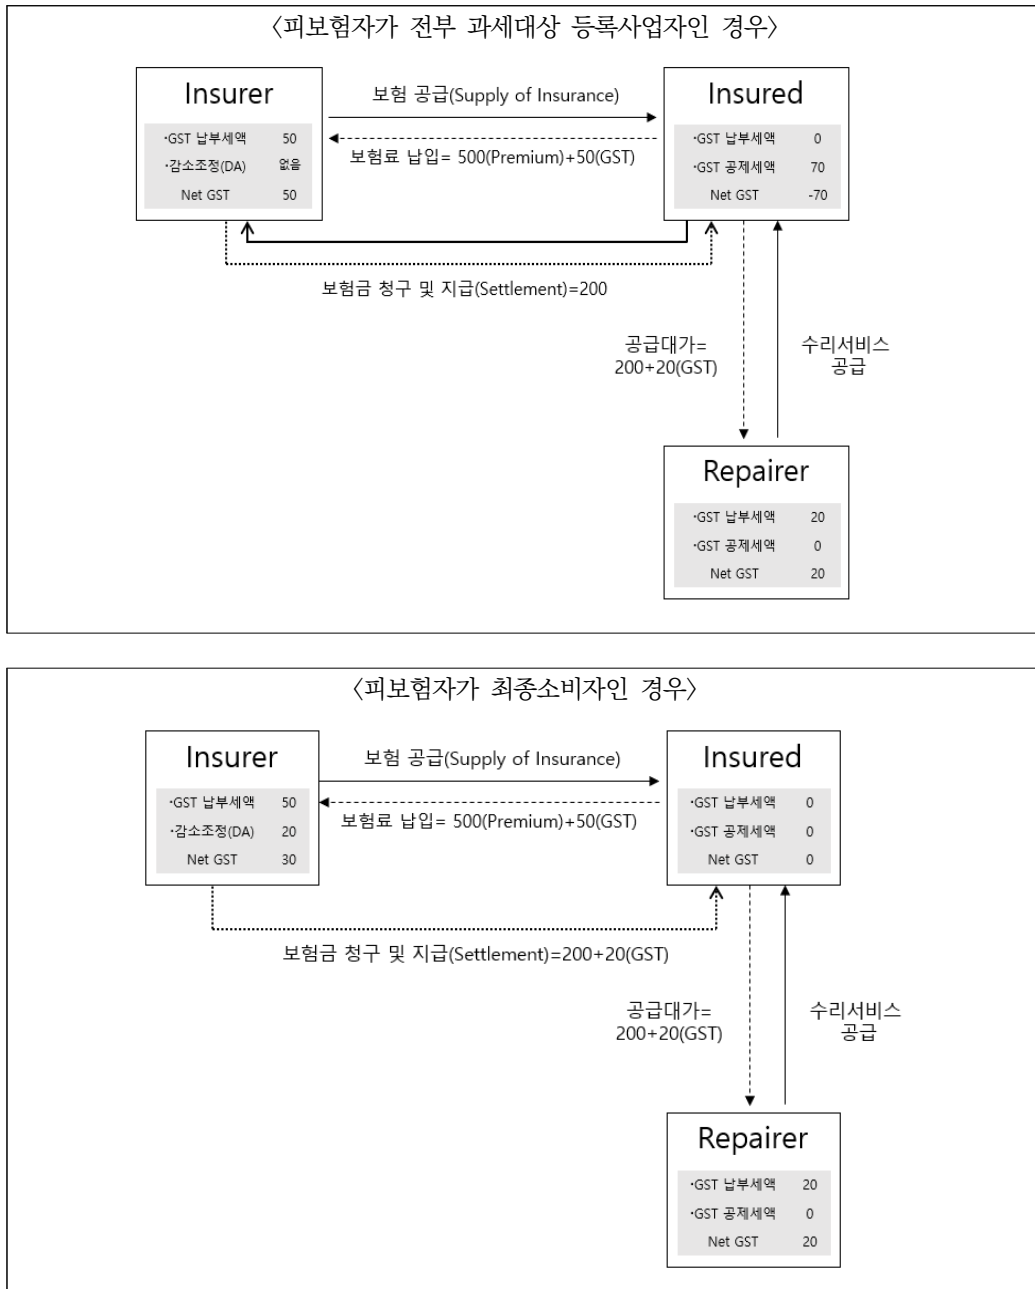 〈피보험자가 전부 과세대상 등록사업자인 경우〉
Insurer
·GST 납부세액 50
·감소조정(DA) 없음
Net GST 50
보험 공급(Supply of Insurance)
보험료 납입= 500(Premium)+50(GST)
Insured
·GST 납부세액 0
·GST 공제세액 70
Net GST -70
보험금 청구 및 지급(Settlement)=200
공급대가=
200+20(GST)
수리서비스
공급
Repairer
·GST 납부세액 20
·GST 공제세액 0
Net GST 20
〈피보험자가 최종소비자인 경우〉
Insurer
·GST 납부세액 50
·감소조정(DA) 20
Net GST 30
보험 공급(Supply of Insurance)
보험료 납입= 500(Premium)+50(GST)
Insured
·GST 납부세액 0
·GST 공제세액 0
Net GST 0
보험금 청구 및 지급(Settlement)=200+20(GST)
공급대가=
200+20(GST)
수리서비스
공급
Repairer
·GST 납부세액 20
·GST 공제세액 0
Net GST 20